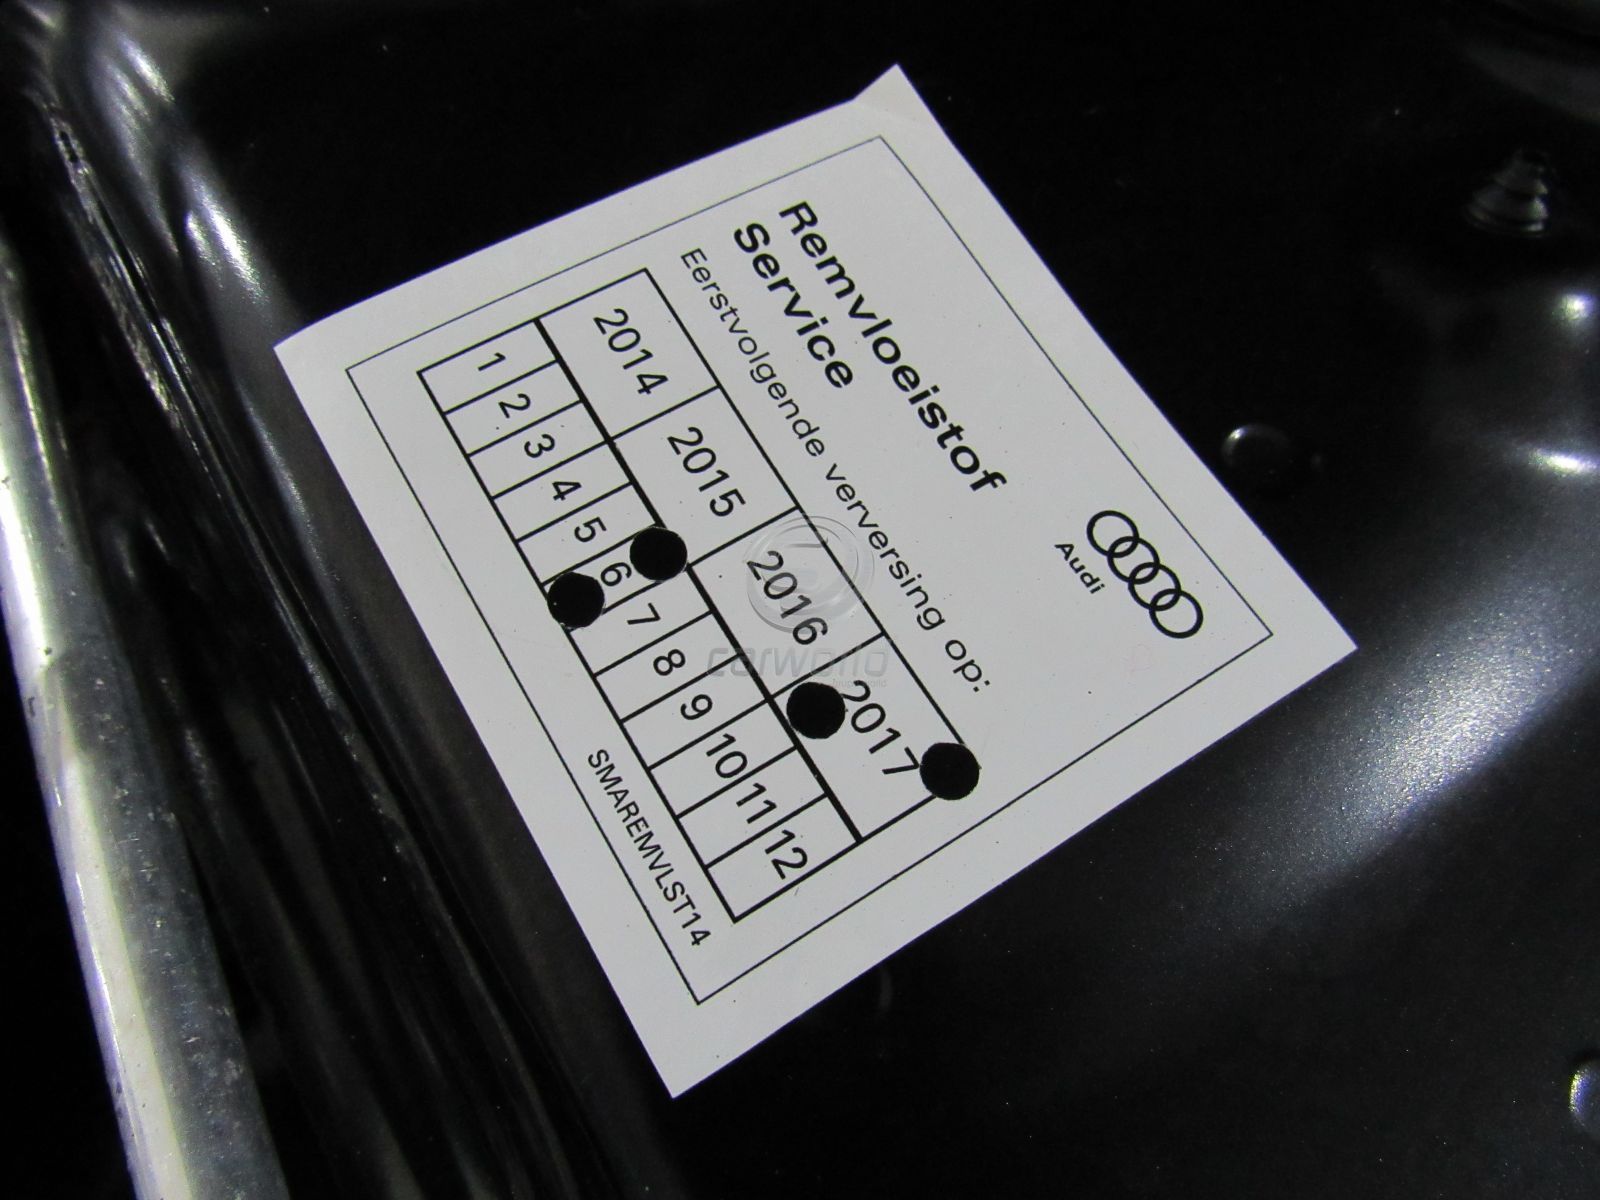 Audi
Remvloeistof
Service
Eerstvolgende verversing op:
2014 2015 2016 2017
1 2 3 4 5 6 7 8 9 10 11 12
SMAREMVLST14
carworld